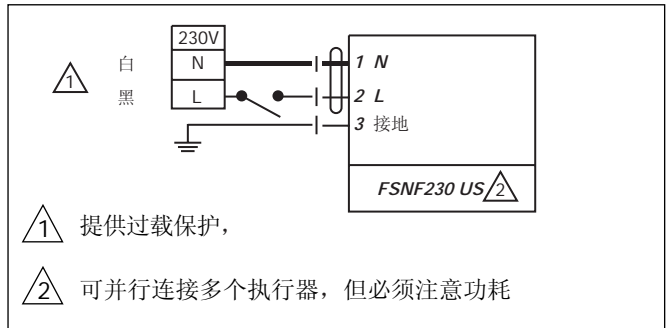 230V
白 N 1 N
1
黑 L 2 L
3 接地
FSNF230 US 2
1 提供过载保护，
2 可并行连接多个执行器，但必须注意功耗